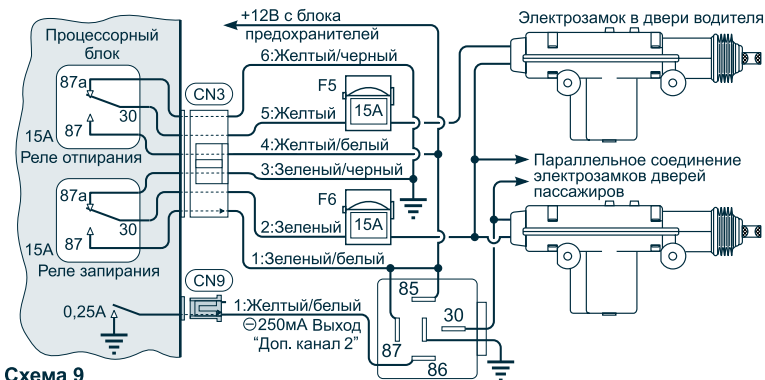 +12В с блока
предохранителей
Электрозамок в двери водителя
Процессорный
блок
87а
30
15А
87
Реле отпирания
87а
30
15А
87
Реле запирания
0,25А
CN3
6:Желтый/черный
F5
15А
5:Желтый
4:Желтый/белый
3:Зеленый/черный
F6
15А
2:Зеленый
1:Зеленый/белый
Параллельное соединение
электрозамков дверей
пассажиров
CN9
1:Желтый/белый
⊖250мА Выход
“Доп. канал 2”
85
30
87
86
Схема 9